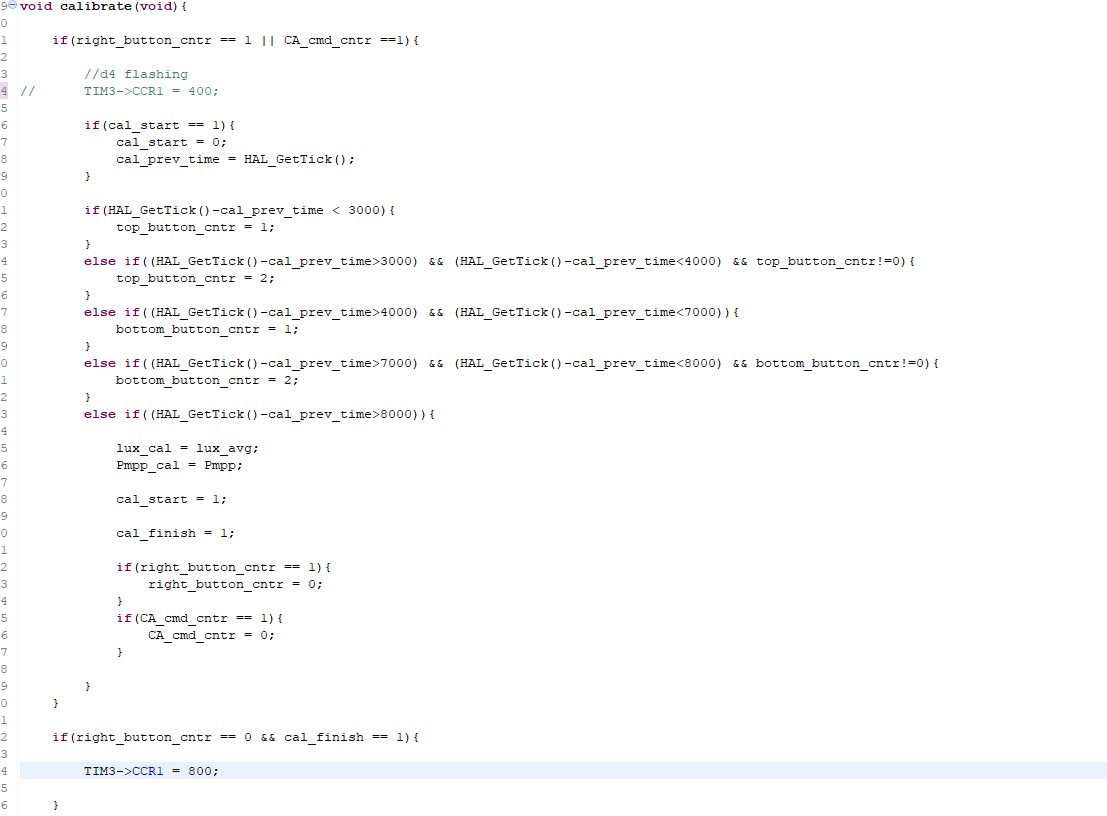 9 void calibrate(void){
0
1 if(right_button_cntr == 1 || CA_cmd_cntr ==1){
2
3 //d4 flashing
4 // TIM3->CCR1 = 400;
5
6 if(cal_start == 1){
7 cal_start = 0;
8 cal_prev_time = HAL_GetTick();
9 }
0
1 if(HAL_GetTick()-cal_prev_time < 3000){
2 top_button_cntr = 1;
3 }
4 else if((HAL_GetTick()-cal_prev_time>3000) && (HAL_GetTick()-cal_prev_time<4000) && top_button_cntr!=0){
5 top_button_cntr = 2;
6 }
7 else if((HAL_GetTick()-cal_prev_time>4000) && (HAL_GetTick()-cal_prev_time<7000)){
8 bottom_button_cntr = 1;
9 }
0 else if((HAL_GetTick()-cal_prev_time>7000) && (HAL_GetTick()-cal_prev_time<8000) && bottom_button_cntr!=0){
1 bottom_button_cntr = 2;
2 }
3 else if((HAL_GetTick()-cal_prev_time>8000)){
4
5 lux_cal = lux_avg;
6 Pmpp_cal = Pmpp;
7
8 cal_start = 1;
9
0 cal_finish = 1;
1
2 if(right_button_cntr == 1){
3 right_button_cntr = 0;
4 }
5 if(CA_cmd_cntr == 1){
6 CA_cmd_cntr = 0;
7 }
8
9 }
0 }
1
2 if(right_button_cntr == 0 && cal_finish == 1){
3
4 TIM3->CCR1 = 800;
5
6 }